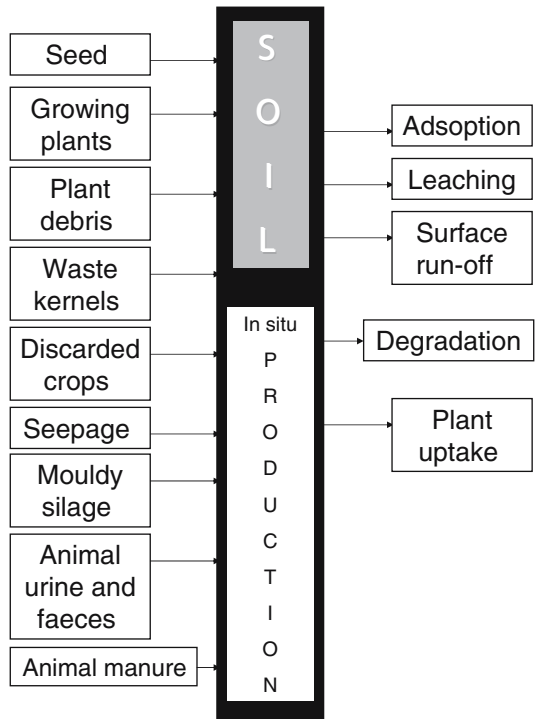 Seed
Growing
plants
Plant
debris
Waste
kernels
Discarded
crops
Seepage
Mouldy
silage
Animal
urine and
faeces
Animal manure
S
O
I
L
In situ
P
R
O
D
U
C
T
I
O
N
Adsoption
Leaching
Surface
run-off
Degradation
Plant
uptake